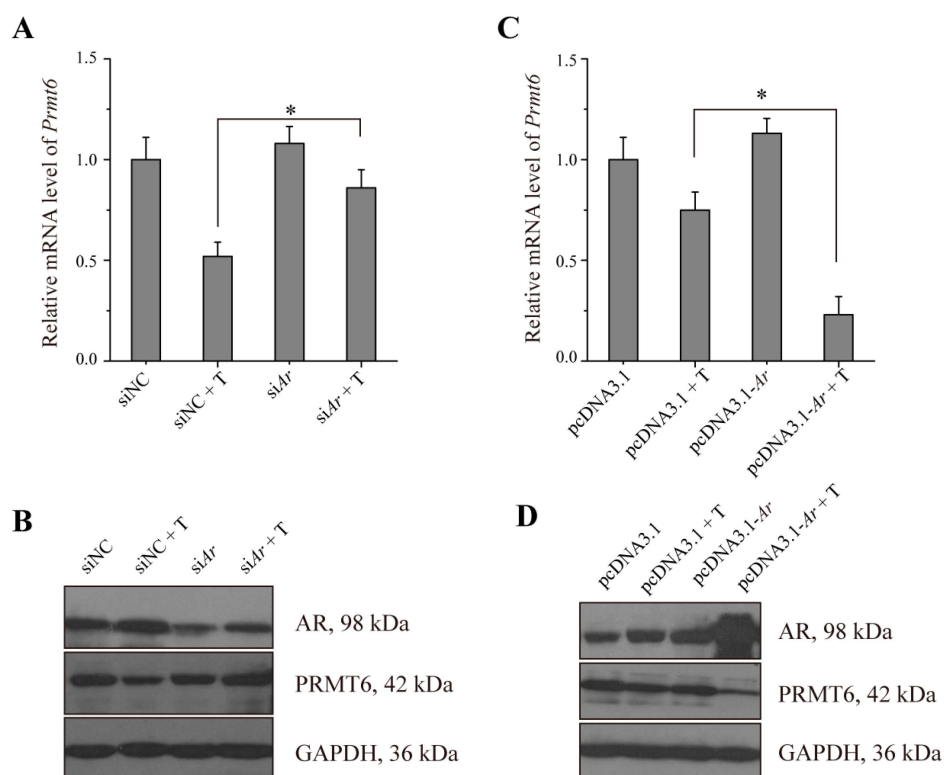 A
Relative mRNA level of Prmt6
1.5
1.0
0.5
0.0
*
siNC
siNC + T
siAr
siAr + T
C
Relative mRNA level of Prmt6
1.5
1.0
0.5
0.0
*
pcDNA3.1
pcDNA3.1 + T
pcDNA3.1-Ar
pcDNA3.1-Ar + T
B
siNC
siNC + T
siAr
siAr + T
AR, 98 kDa
PRMT6, 42 kDa
GAPDH, 36 kDa
D
pcDNA3.1
pcDNA3.1 + T
pcDNA3.1-Ar
pcDNA3.1-Ar + T
AR, 98 kDa
PRMT6, 42 kDa
GAPDH, 36 kDa